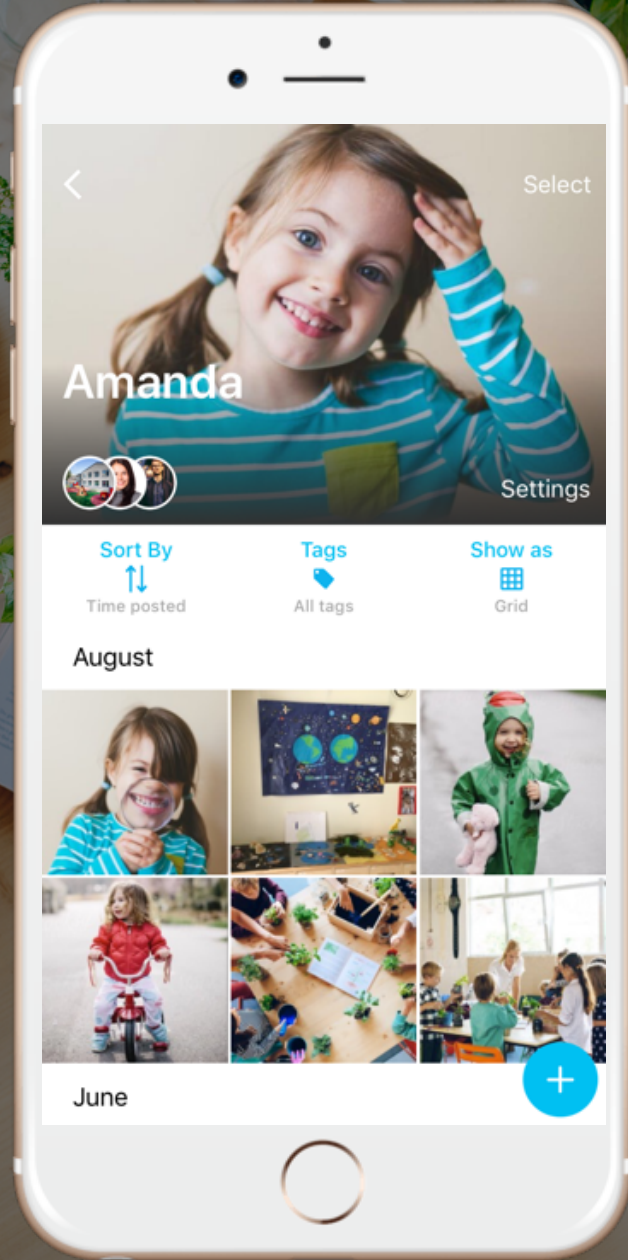 Select
Amanda
Settings
Sort By
Tags
Show as
Time posted
All tags
Grid
August
June